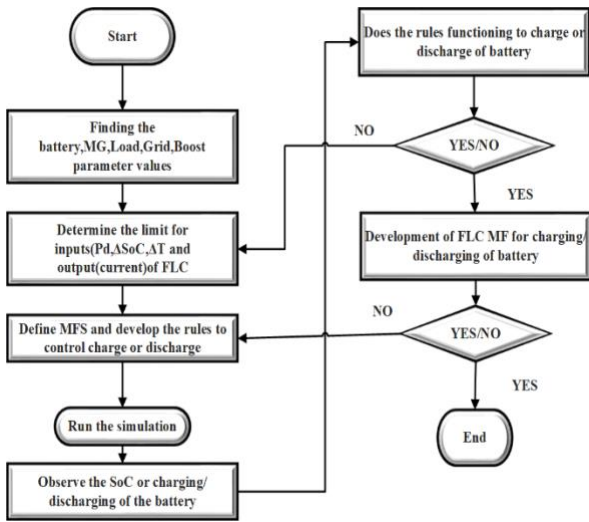 Start
Finding the
battery,MG,Load,Grid,Boost
parameter values
Determine the limit for
inputs(Pd,ΔSoC,ΔT and
output(current)of FLC
Define MFS and develop the rules to
control charge or discharge
Run the simulation
Observe the SoC or charging/
discharging of the battery
Does the rules functioning to charge or
discharge of battery
NO
YES/NO
YES
Development of FLC MF for charging/
discharging of battery
NO
YES/NO
YES
End